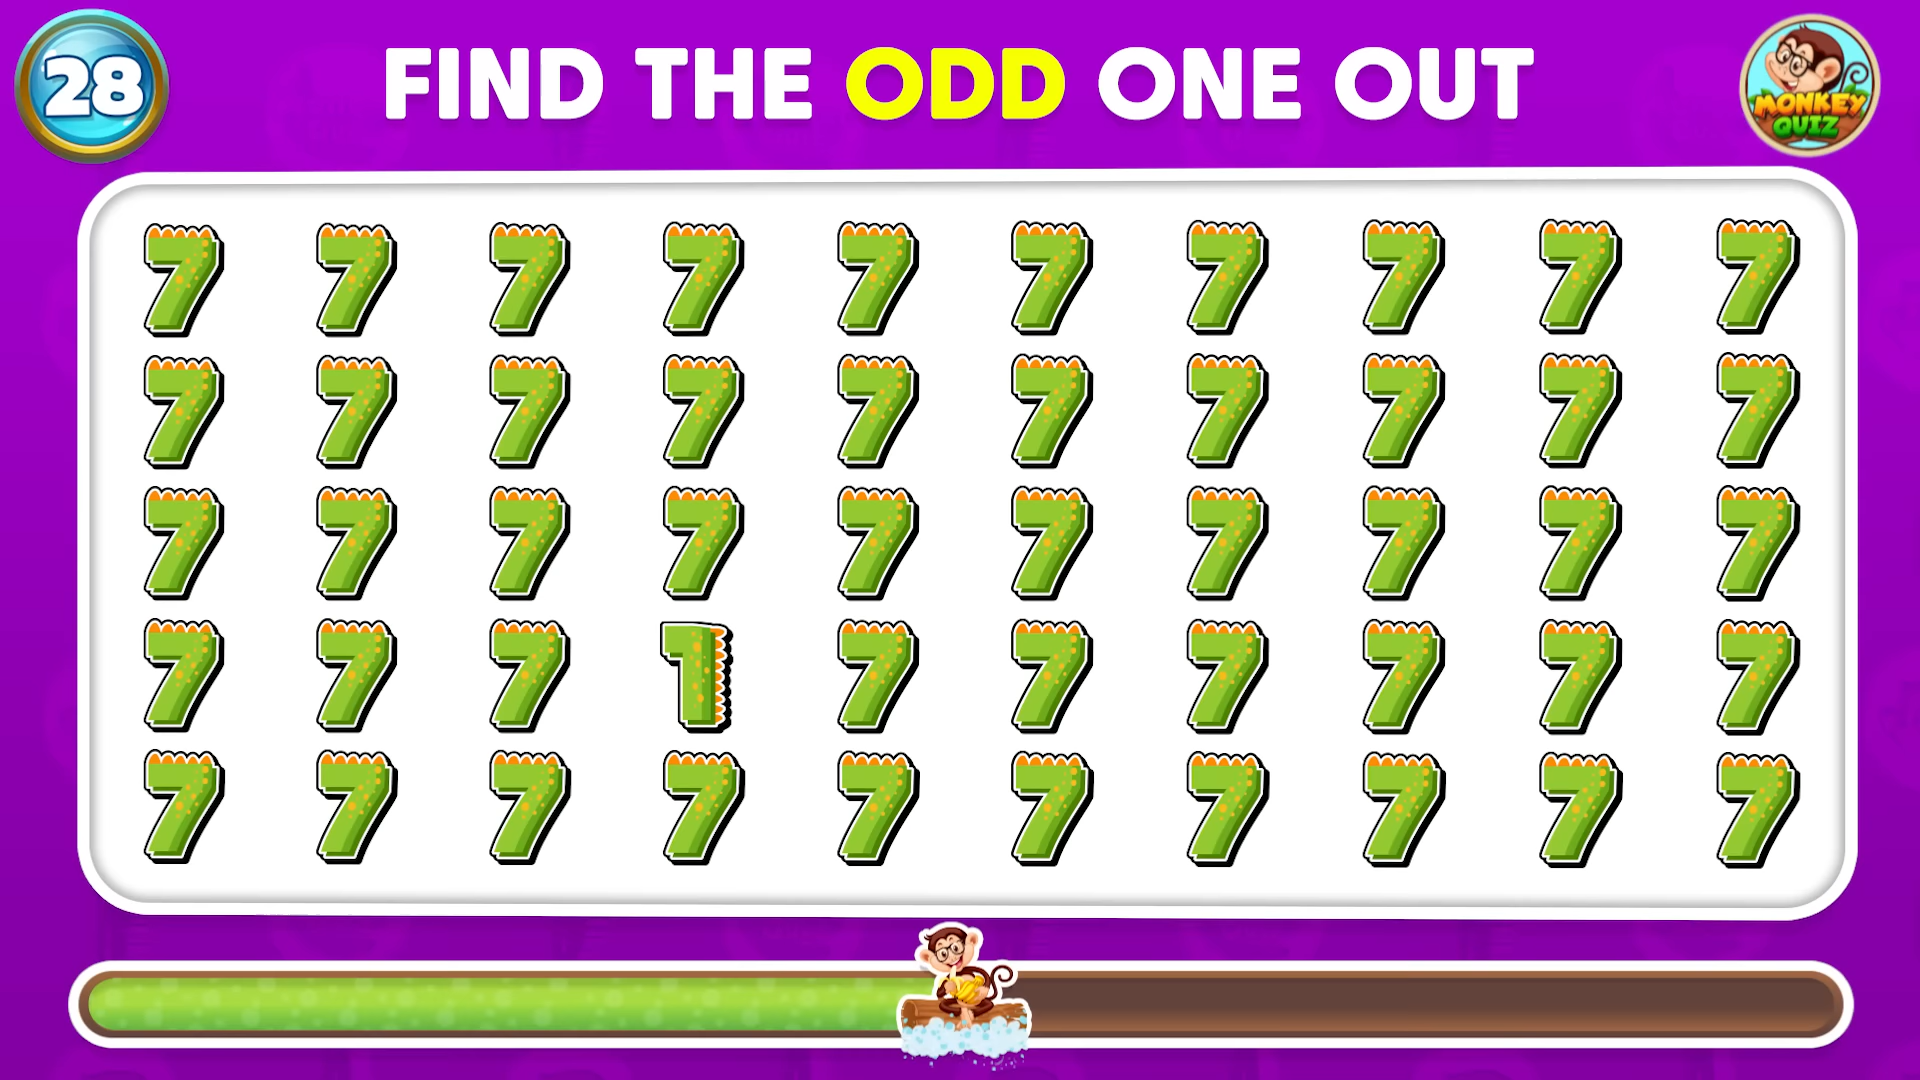 28
FIND THE ODD ONE OUT
MONKEY
QUIZ
7 7 7 7 7 7 7 7 7 7
7 7 7 7 7 7 7 7 7 7
7 7 7 7 7 7 7 7 7 7
7 7 7 1 7 7 7 7 7 7
7 7 7 7 7 7 7 7 7 7